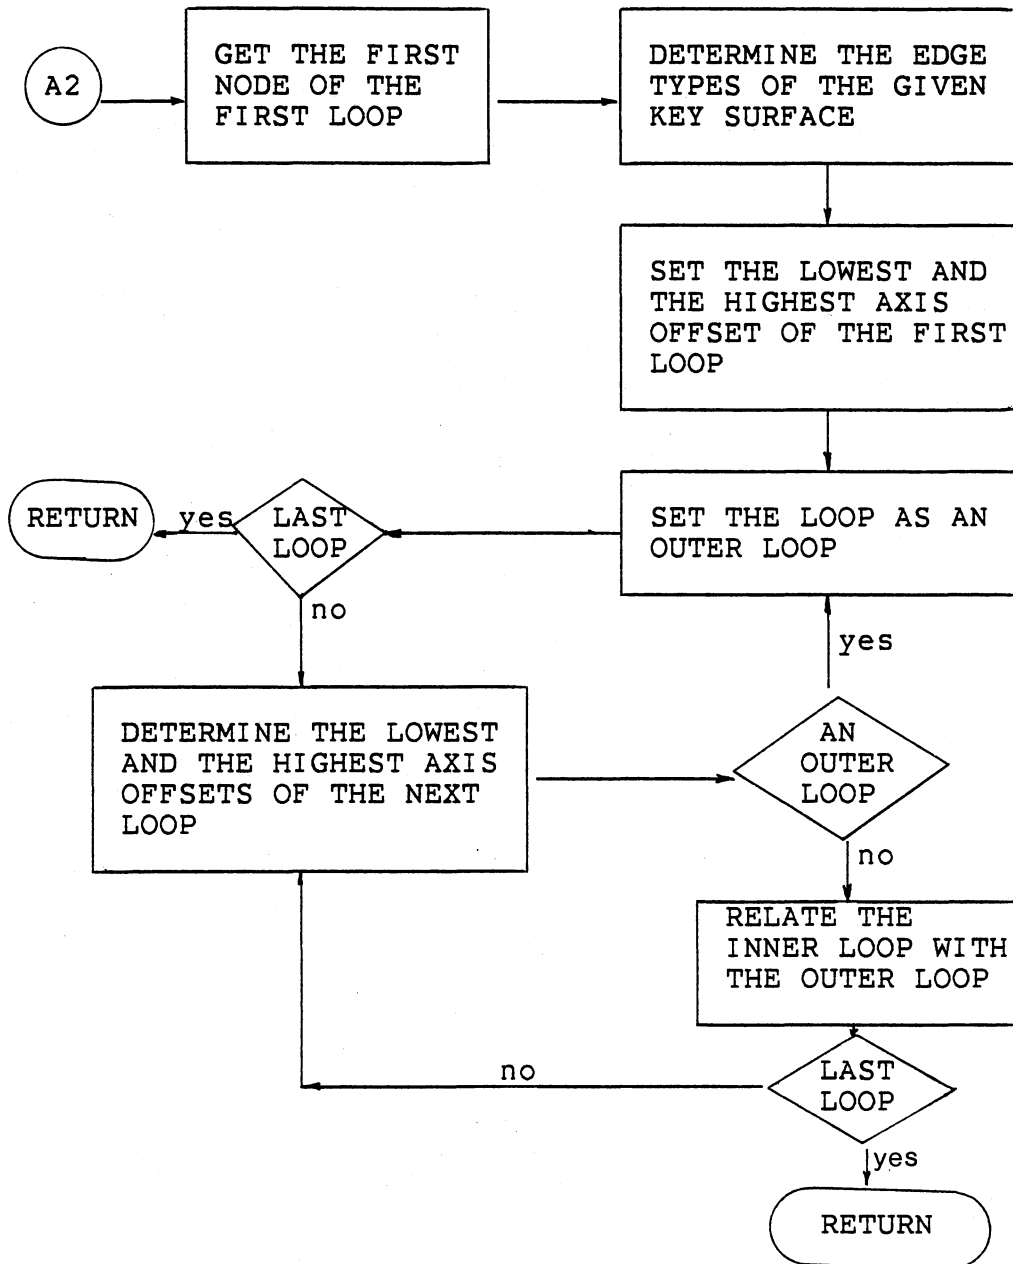 A2
GET THE FIRST
NODE OF THE
FIRST LOOP
DETERMINE THE EDGE
TYPES OF THE GIVEN
KEY SURFACE
SET THE LOWEST AND
THE HIGHEST AXIS
OFFSET OF THE FIRST
LOOP
SET THE LOOP AS AN
OUTER LOOP
LAST
LOOP
yes
RETURN
no
DETERMINE THE LOWEST
AND THE HIGHEST AXIS
OFFSETS OF THE NEXT
LOOP
AN
OUTER
LOOP
yes
no
RELATE THE
INNER LOOP WITH
THE OUTER LOOP
LAST
LOOP
no
yes
RETURN